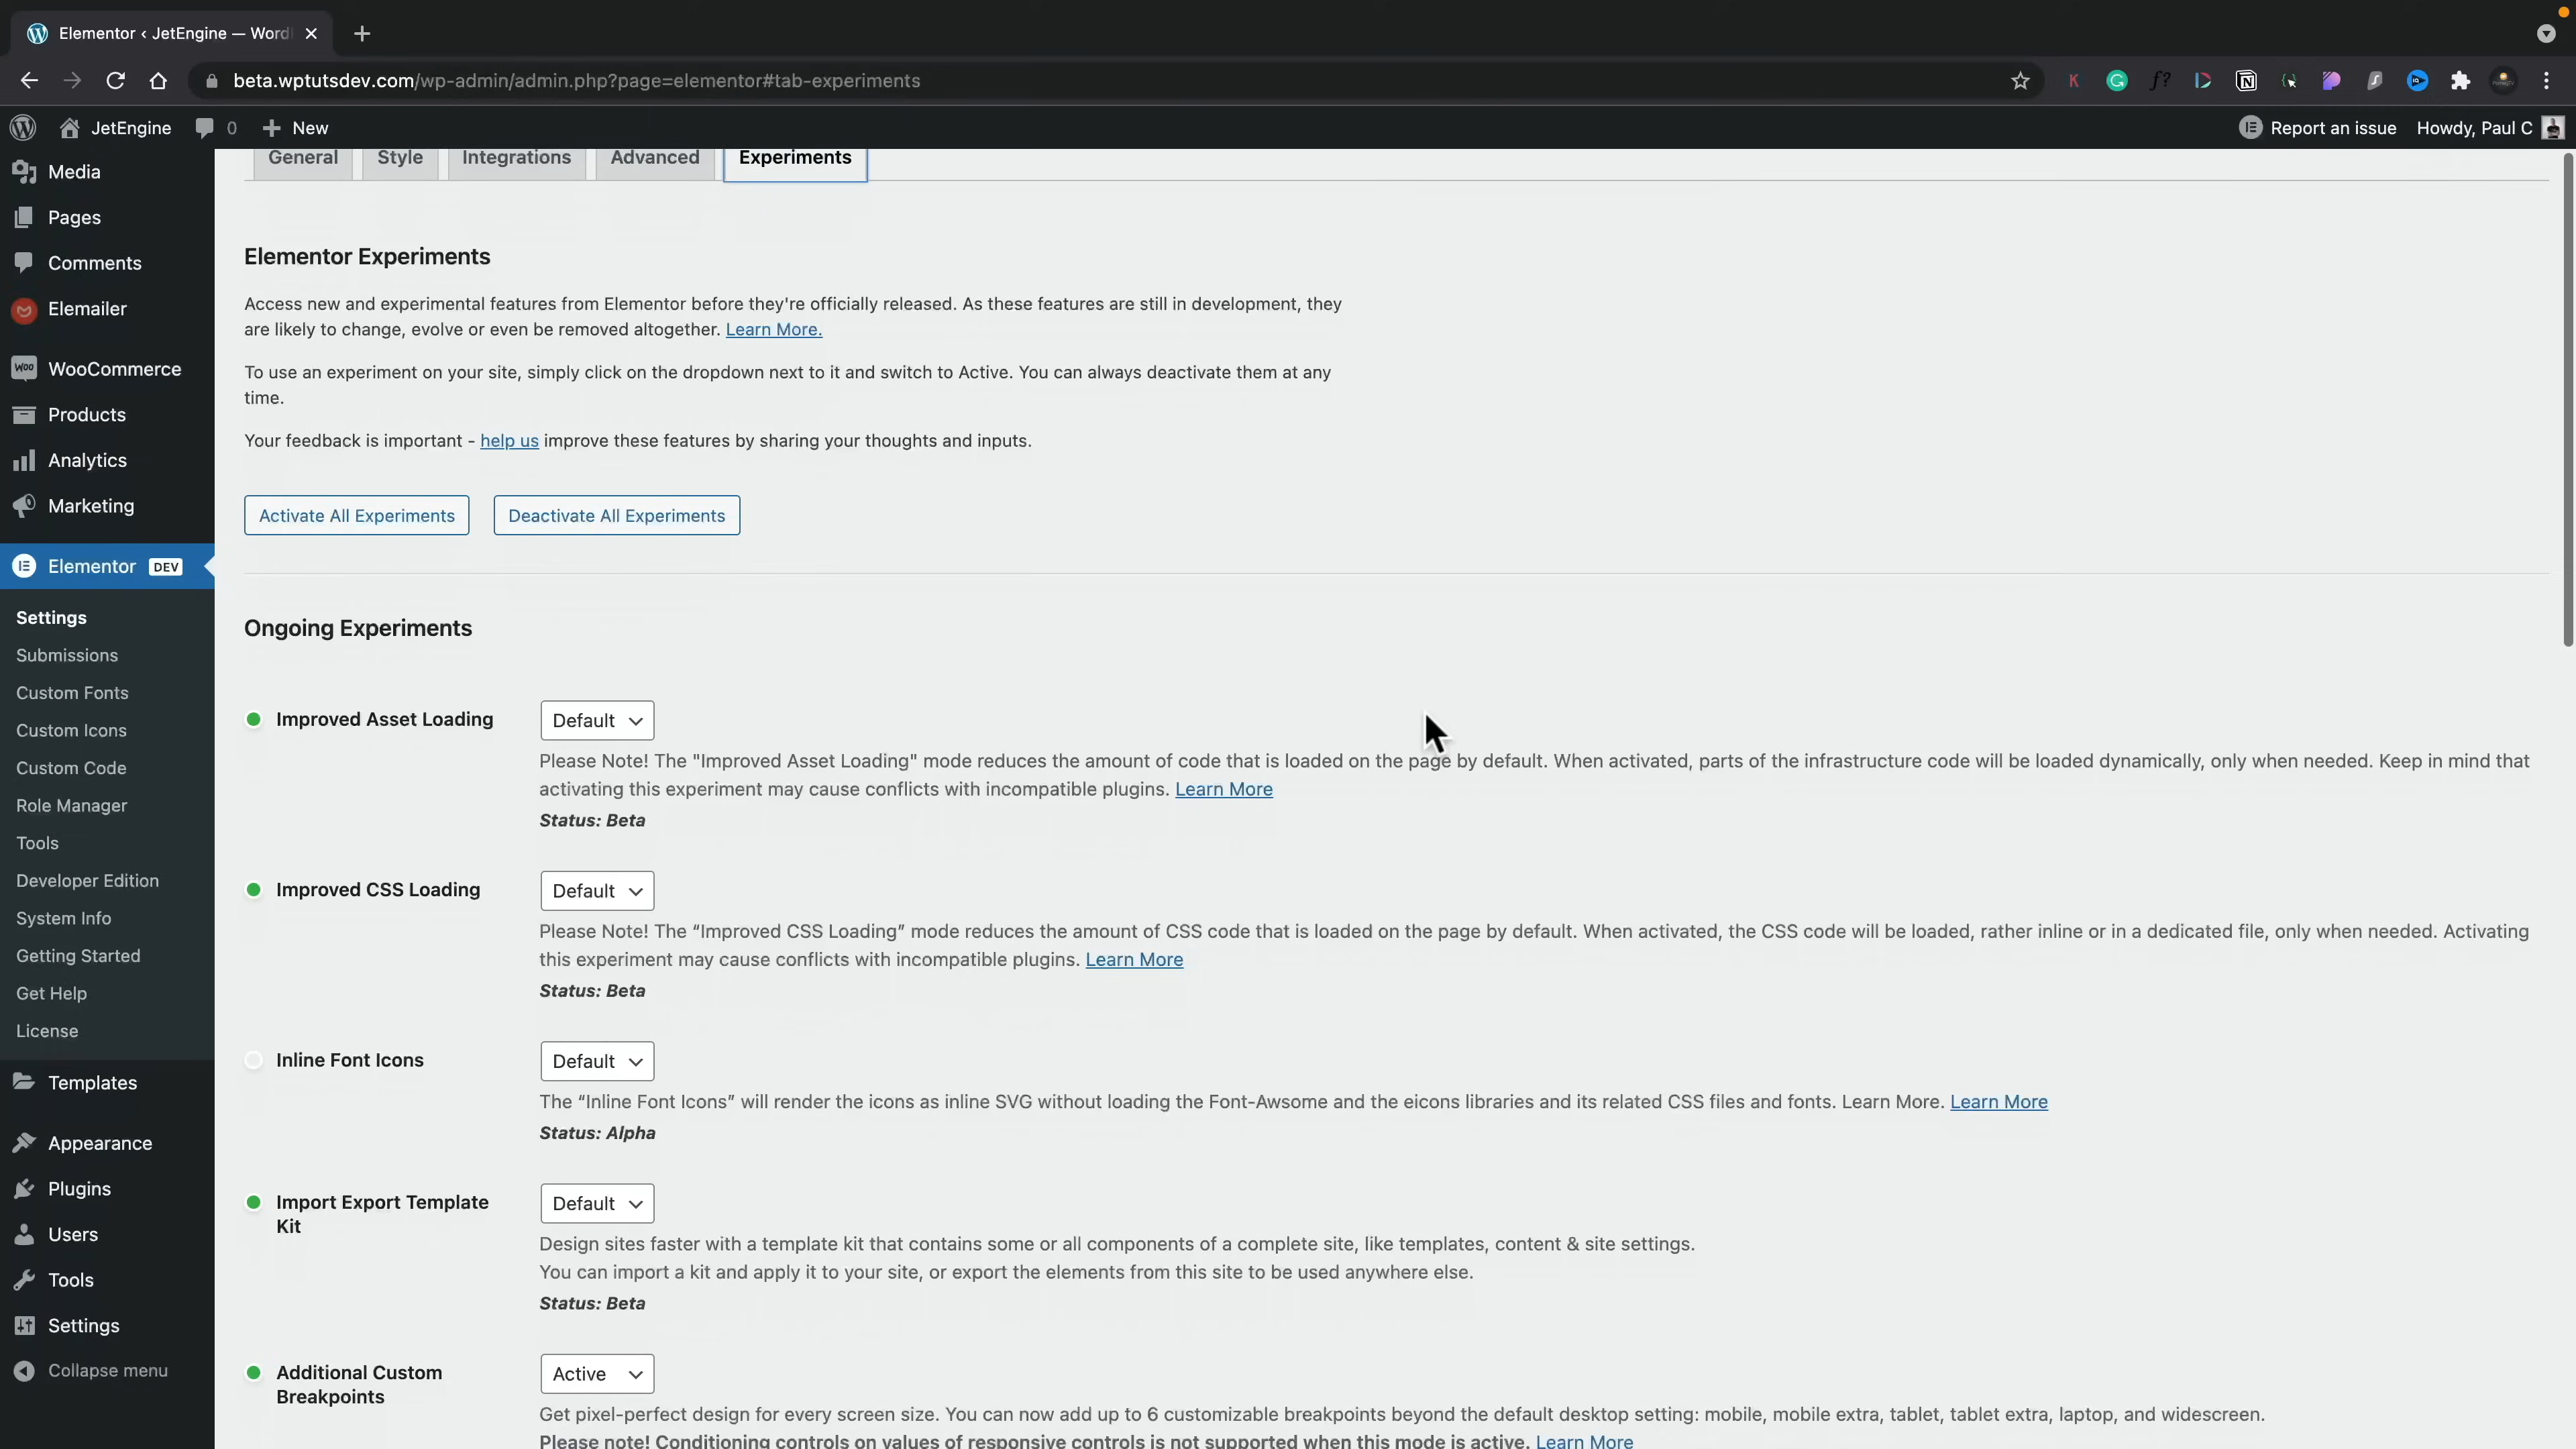 Elementor ‹ JetEngine — Word
beta.wptutsdev.com/wp-admin/admin.php?page=elementor#tab-experiments
JetEngine
0
New
Report an issue
Howdy, Paul C
Media
Pages
Comments
Elemailer
WooCommerce
Products
Analytics
Marketing
Elementor DEV
Settings
Submissions
Custom Fonts
Custom Icons
Custom Code
Role Manager
Tools
Developer Edition
System Info
Getting Started
Get Help
License
Templates
Appearance
Plugins
Users
Tools
Settings
Collapse menu
General
Style
Integrations
Advanced
Experiments
Elementor Experiments
Access new and experimental features from Elementor before they're officially released. As these features are still in development, they
are likely to change, evolve or even be removed altogether. Learn More.
To use an experiment on your site, simply click on the dropdown next to it and switch to Active. You can always deactivate them at any
time.
Your feedback is important - help us improve these features by sharing your thoughts and inputs.
Activate All Experiments
Deactivate All Experiments
Ongoing Experiments
Improved Asset Loading
Default
Please Note! The "Improved Asset Loading" mode reduces the amount of code that is loaded on the page by default. When activated, parts of the infrastructure code will be loaded dynamically, only when needed. Keep in mind that
activating this experiment may cause conflicts with incompatible plugins. Learn More
Status: Beta
Improved CSS Loading
Default
Please Note! The “Improved CSS Loading” mode reduces the amount of CSS code that is loaded on the page by default. When activated, the CSS code will be loaded, rather inline or in a dedicated file, only when needed. Activating
this experiment may cause conflicts with incompatible plugins. Learn More
Status: Beta
Inline Font Icons
Default
The “Inline Font Icons” will render the icons as inline SVG without loading the Font-Awsome and the eicons libraries and its related CSS files and fonts. Learn More. Learn More
Status: Alpha
Import Export Template
Kit
Default
Design sites faster with a template kit that contains some or all components of a complete site, like templates, content & site settings.
You can import a kit and apply it to your site, or export the elements from this site to be used anywhere else.
Status: Beta
Additional Custom
Breakpoints
Active
Get pixel-perfect design for every screen size. You can now add up to 6 customizable breakpoints beyond the default desktop setting: mobile, mobile extra, tablet, tablet extra, laptop, and widescreen.
Please note! Conditioning controls on values of responsive controls is not supported when this mode is active. Learn More